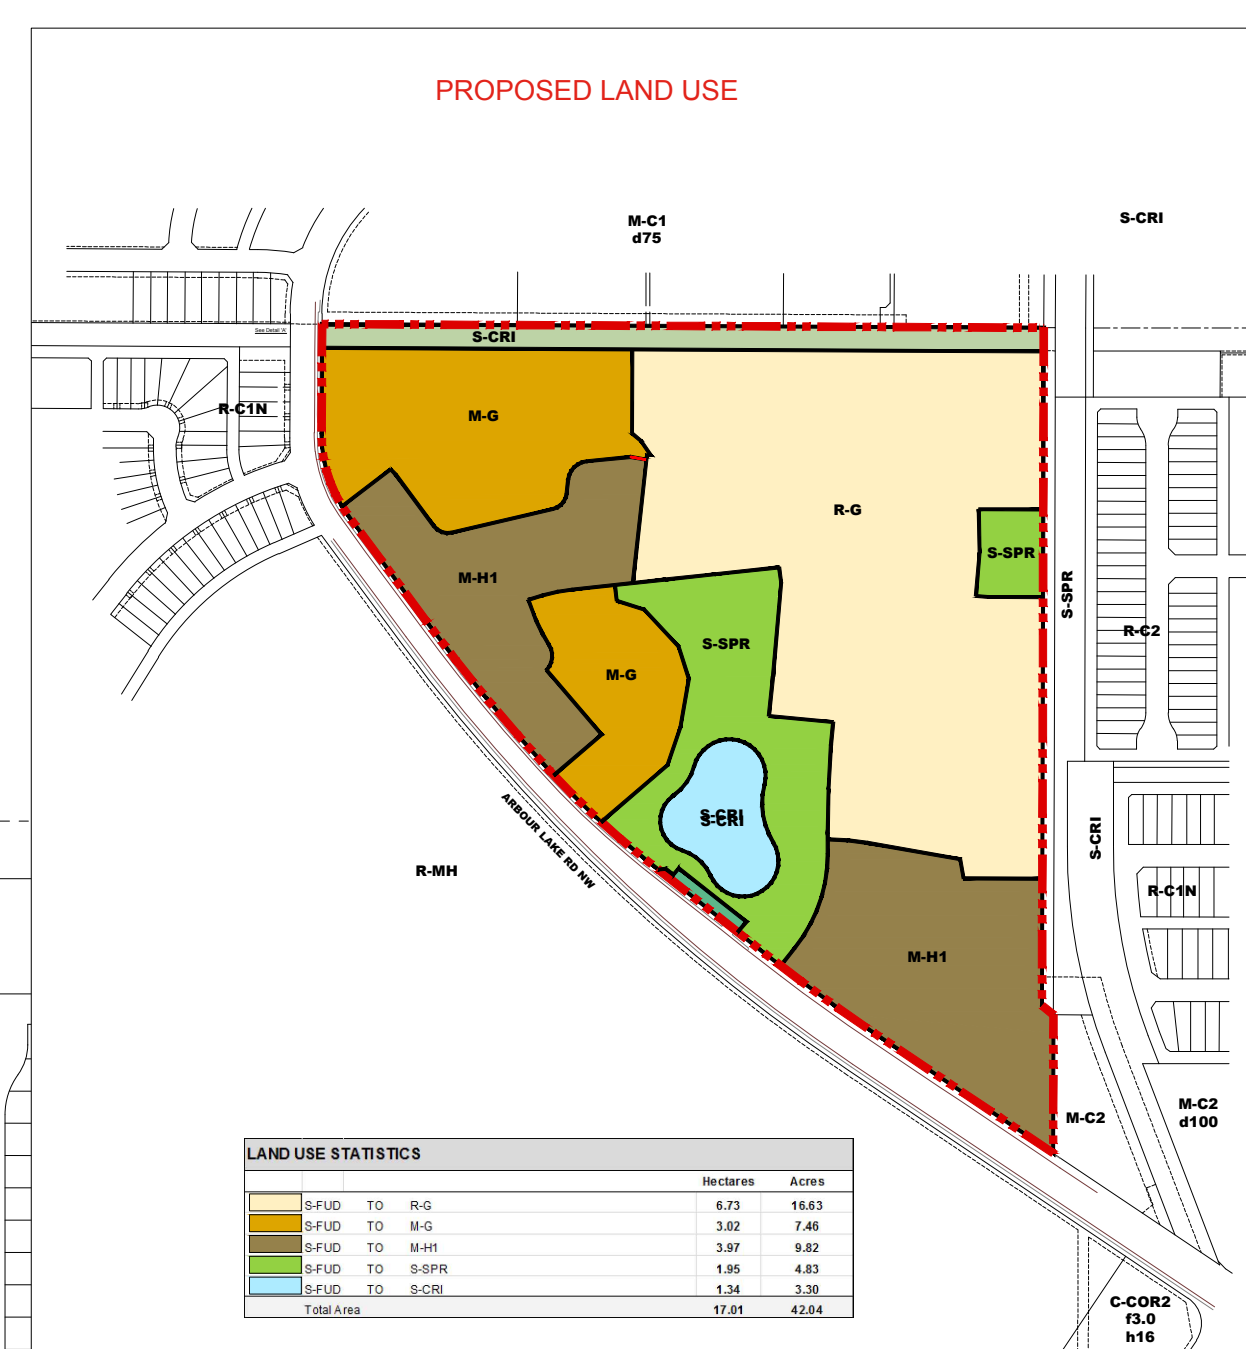 PROPOSED LAND USE
M-C1
d75
S-CRI
See Detail 'A'
S-CRI
R-C1N
M-G
R-G
S-SPR
M-H1
S-SPR
R-C2
S-SPR
M-G
S-CRI
S-CRI
ARBOUR LAKE RD NW
S-CRI
R-MH
R-C1N
M-H1
M-C2
M-C2
d100
LAND USE STATISTICS
Hectares Acres
S-FUD TO R-G 6.73 16.63
S-FUD TO M-G 3.02 7.46
S-FUD TO M-H1 3.97 9.82
S-FUD TO S-SPR 1.95 4.83
S-FUD TO S-CRI 1.34 3.30
Total Area 17.01 42.04
C-COR2
f3.0
h16